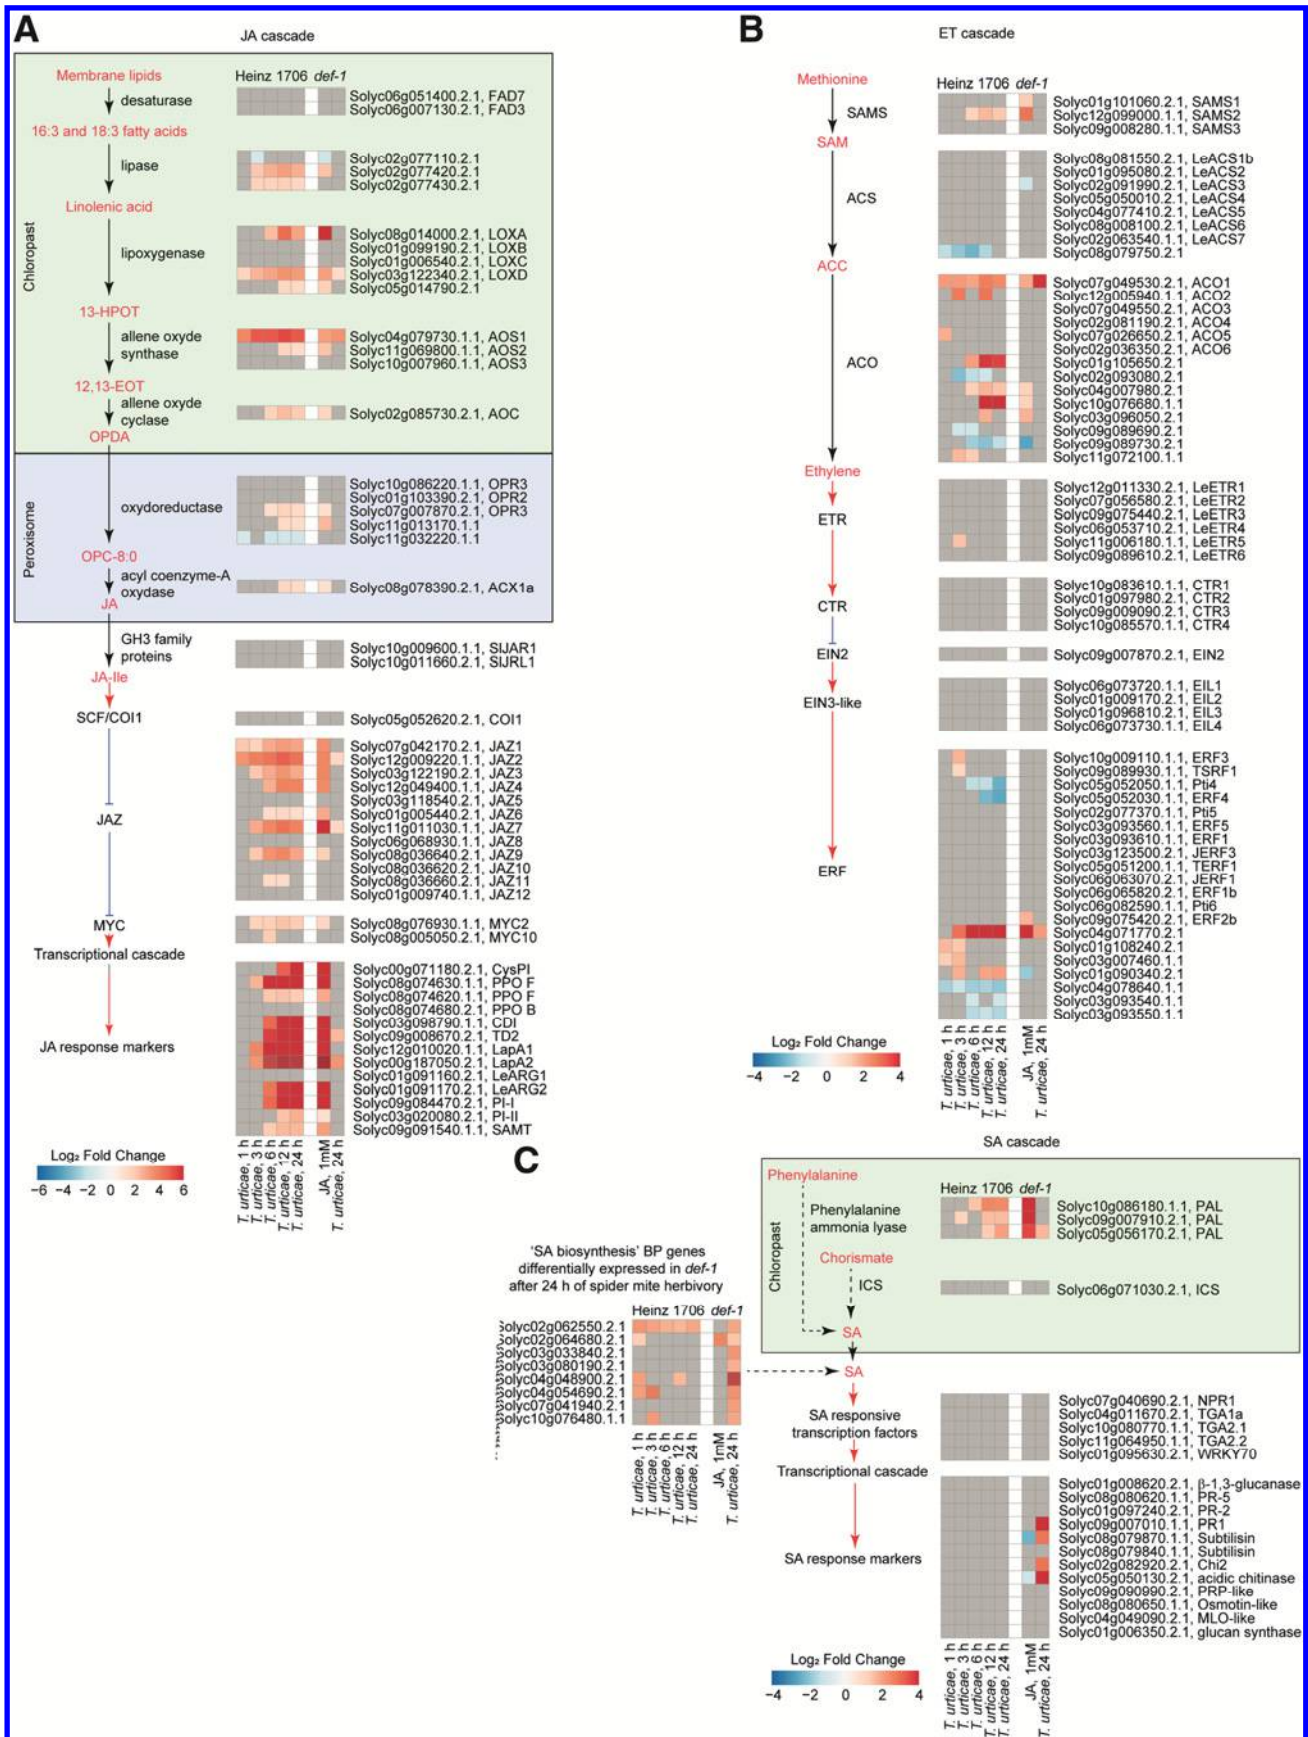 A
JA cascade
Chloropast
Membrane lipids
desaturase
16:3 and 18:3 fatty acids
lipase
Linolenic acid
lipoxygenase
13-HPOT
allene oxyde
synthase
12,13-EOT
allene oxyde
cyclase
OPDA
Peroxisome
oxydoreductase
OPC-8:0
acyl coenzyme-A
oxydase
JA
GH3 family
proteins
JA-Ile
SCF/COI1
JAZ
MYC
Transcriptional cascade
JA response markers
Heinz 1706 def-1
Solyc06g051400.2.1, FAD7
Solyc06g007130.2.1, FAD3
Solyc02g077110.2.1
Solyc02g077420.2.1
Solyc02g077430.2.1
Solyc08g014000.2.1, LOXA
Solyc01g099190.2.1, LOXB
Solyc01g006540.2.1, LOXC
Solyc03g122340.2.1, LOXD
Solyc05g014790.2.1
Solyc04g079730.1.1, AOS1
Solyc11g069800.1.1, AOS2
Solyc10g007960.1.1, AOS3
Solyc02g085730.2.1, AOC
Solyc10g086220.1.1, OPR3
Solyc01g103390.2.1, OPR2
Solyc07g007870.2.1, OPR3
Solyc11g013170.1.1
Solyc11g032220.1.1
Solyc08g078390.2.1, ACX1a
Solyc10g009600.1.1, SlJAR1
Solyc10g011660.2.1, SlJRL1
Solyc05g052620.2.1, COI1
Solyc07g042170.2.1, JAZ1
Solyc12g009220.1.1, JAZ2
Solyc03g122190.2.1, JAZ3
Solyc12g049400.1.1, JAZ4
Solyc03g118540.2.1, JAZ5
Solyc01g005440.2.1, JAZ6
Solyc11g011030.1.1, JAZ7
Solyc06g068930.1.1, JAZ8
Solyc08g036640.2.1, JAZ9
Solyc08g036620.2.1, JAZ10
Solyc08g036660.2.1, JAZ11
Solyc01g009740.1.1, JAZ12
Solyc08g076930.1.1, MYC2
Solyc08g005050.2.1, MYC10
Solyc00g071180.2.1, CysPI
Solyc08g074630.1.1, PPO F
Solyc08g074620.1.1, PPO F
Solyc08g074680.2.1, PPO B
Solyc03g098790.1.1, CDI
Solyc09g008670.2.1, TD2
Solyc12g010020.1.1, LapA1
Solyc00g187050.2.1, LapA2
Solyc01g091160.2.1, LeARG1
Solyc01g091170.2.1, LeARG2
Solyc09g084470.2.1, PI-I
Solyc03g020080.2.1, PI-II
Solyc09g091540.1.1, SAMT
Log₂ Fold Change
−6 −4 −2 0 2 4 6
T. urticae, 1 h
T. urticae, 3 h
T. urticae, 6 h
T. urticae, 12 h
T. urticae, 24 h
JA, 1mM
T. urticae, 24 h
B
ET cascade
Methionine
SAMS
SAM
ACS
ACC
ACO
Ethylene
ETR
CTR
EIN2
EIN3-like
ERF
Heinz 1706 def-1
Solyc01g101060.2.1, SAMS1
Solyc12g099000.1.1, SAMS2
Solyc09g008280.1.1, SAMS3
Solyc08g081550.2.1, LeACS1b
Solyc01g095080.2.1, LeACS2
Solyc02g091990.2.1, LeACS3
Solyc05g050010.2.1, LeACS4
Solyc04g077410.2.1, LeACS5
Solyc08g008100.2.1, LeACS6
Solyc02g063540.1.1, LeACS7
Solyc08g079750.2.1
Solyc07g049530.2.1, ACO1
Solyc12g005940.1.1, ACO2
Solyc07g049550.2.1, ACO3
Solyc02g081190.2.1, ACO4
Solyc07g026650.2.1, ACO5
Solyc02g036350.2.1, ACO6
Solyc01g105650.2.1
Solyc02g093080.2.1
Solyc04g007980.2.1
Solyc10g076680.1.1
Solyc03g096050.2.1
Solyc09g089690.2.1
Solyc09g089730.2.1
Solyc11g072100.1.1
Solyc12g011330.2.1, LeETR1
Solyc07g056580.2.1, LeETR2
Solyc09g075440.2.1, LeETR3
Solyc06g053710.2.1, LeETR4
Solyc11g006180.1.1, LeETR5
Solyc09g089610.2.1, LeETR6
Solyc10g083610.1.1, CTR1
Solyc01g097980.2.1, CTR2
Solyc09g009090.2.1, CTR3
Solyc10g085570.1.1, CTR4
Solyc09g007870.2.1, EIN2
Solyc06g073720.1.1, EIL1
Solyc01g009170.2.1, EIL2
Solyc01g096810.2.1, EIL3
Solyc06g073730.1.1, EIL4
Solyc10g009110.1.1, ERF3
Solyc09g089930.1.1, TSRF1
Solyc05g052050.1.1, Pti4
Solyc05g052030.1.1, ERF4
Solyc02g077370.1.1, Pti5
Solyc03g093560.1.1, ERF5
Solyc03g093610.1.1, ERF1
Solyc03g123500.2.1, JERF3
Solyc05g051200.1.1, TERF1
Solyc06g063070.2.1, JERF1
Solyc06g065820.2.1, ERF1b
Solyc06g082590.1.1, Pti6
Solyc09g075420.2.1, ERF2b
Solyc04g071770.2.1
Solyc01g108240.2.1
Solyc03g007460.1.1
Solyc01g090340.2.1
Solyc04g078640.1.1
Solyc03g093540.1.1
Solyc03g093550.1.1
Log₂ Fold Change
−4 −2 0 2 4
T. urticae, 1 h
T. urticae, 3 h
T. urticae, 6 h
T. urticae, 12 h
T. urticae, 24 h
JA, 1mM
T. urticae, 24 h
C
SA cascade
Chloropast
Phenylalanine
Phenylalanine
ammonia lyase
Chorismate
ICS
SA
SA
SA responsive
transcription factors
Transcriptional cascade
SA response markers
'SA biosynthesis' BP genes
differentially expressed in def-1
after 24 h of spider mite herbivory
Heinz 1706 def-1
Solyc02g062550.2.1
Solyc02g064680.2.1
Solyc03g033840.2.1
Solyc03g080190.2.1
Solyc04g048900.2.1
Solyc04g054690.2.1
Solyc07g041940.2.1
Solyc10g076480.1.1
T. urticae, 1 h
T. urticae, 3 h
T. urticae, 6 h
T. urticae, 12 h
T. urticae, 24 h
JA, 1mM
T. urticae, 24 h
Heinz 1706 def-1
Solyc10g086180.1.1, PAL
Solyc09g007910.2.1, PAL
Solyc05g056170.2.1, PAL
Solyc06g071030.2.1, ICS
Solyc07g040690.2.1, NPR1
Solyc04g011670.2.1, TGA1a
Solyc10g080770.1.1, TGA2.1
Solyc11g064950.1.1, TGA2.2
Solyc01g095630.2.1, WRKY70
Solyc01g008620.2.1, β-1,3-glucanase
Solyc08g080620.1.1, PR-5
Solyc01g097240.2.1, PR-2
Solyc09g007010.1.1, PR1
Solyc08g079870.1.1, Subtilisin
Solyc08g079840.1.1, Subtilisin
Solyc02g082920.2.1, Chi2
Solyc05g050130.2.1, acidic chitinase
Solyc09g090990.2.1, PRP-like
Solyc08g080650.1.1, Osmotin-like
Solyc04g049090.2.1, MLO-like
Solyc01g006350.2.1, glucan synthase
Log₂ Fold Change
−4 −2 0 2 4
T. urticae, 1 h
T. urticae, 3 h
T. urticae, 6 h
T. urticae, 12 h
T. urticae, 24 h
JA, 1mM
T. urticae, 24 h